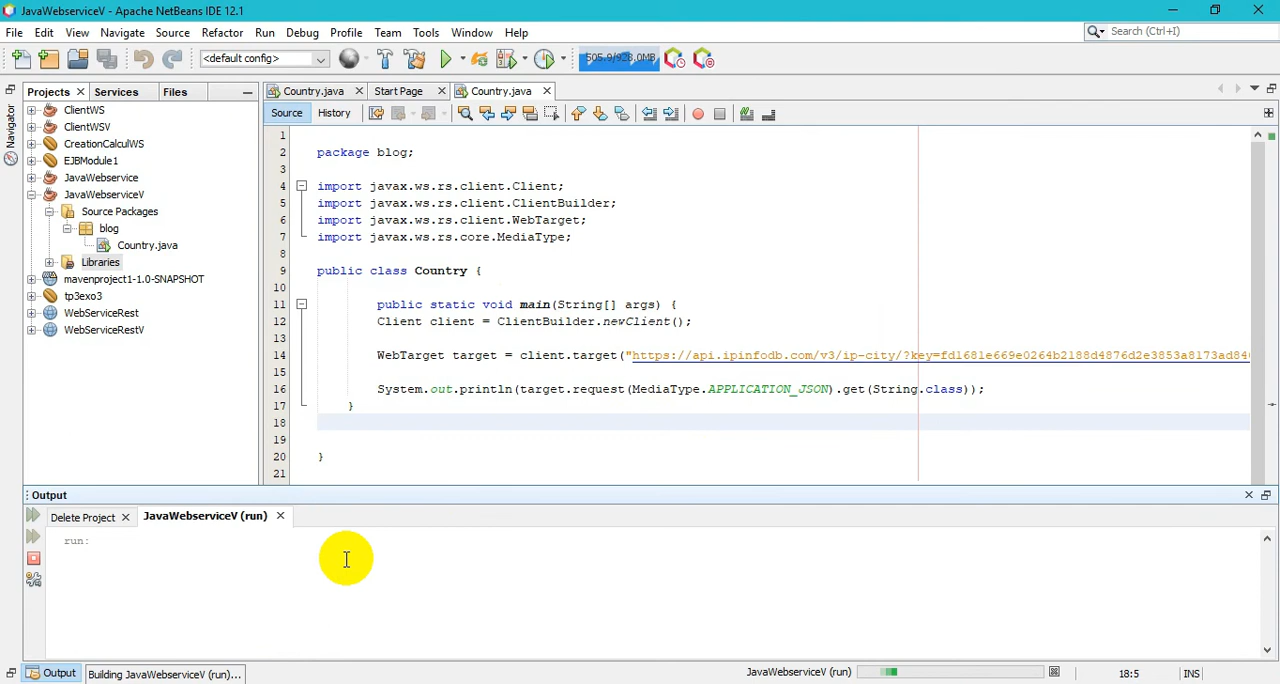 JavaWebserviceV - Apache NetBeans IDE 12.1
File Edit View Navigate Source Refactor Run Debug Profile Team Tools Window Help
Search (Ctrl+I)
<default config>
505.9/928.0MB
Projects Services Files
Country.java Start Page Country.java
Source History
Navigator
ClientWS
ClientWSV
CreationCalculWS
EJBModule1
JavaWebservice
JavaWebserviceV
Source Packages
blog
Country.java
Libraries
mavenproject1-1.0-SNAPSHOT
tp3exo3
WebServiceRest
WebServiceRestV
1
2 package blog;
3
4 import javax.ws.rs.client.Client;
5 import javax.ws.rs.client.ClientBuilder;
6 import javax.ws.rs.client.WebTarget;
7 import javax.ws.rs.core.MediaType;
8
9 public class Country {
10
11 public static void main(String[] args) {
12 Client client = ClientBuilder.newClient();
13
14 WebTarget target = client.target("https://api.ipinfodb.com/v3/ip-city/?key=fd1681e669e0264b2188d4876d2e3853a8173ad840
15
16 System.out.println(target.request(MediaType.APPLICATION_JSON).get(String.class));
17 }
18
19
20 }
21
Output
Delete Project JavaWebserviceV (run)
run:
Output Building JavaWebserviceV (run)... JavaWebserviceV (run) 18:5 INS